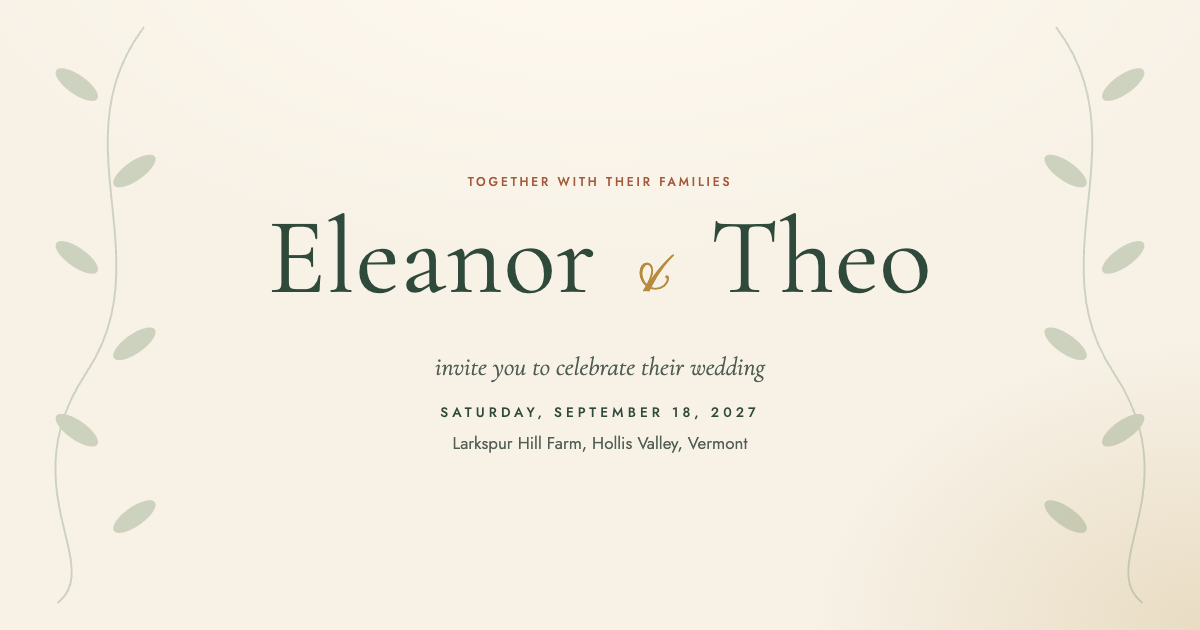 TOGETHER WITH THEIR FAMILIES
Eleanor & Theo
invite you to celebrate their wedding
SATURDAY, SEPTEMBER 18, 2027
Larkspur Hill Farm, Hollis Valley, Vermont